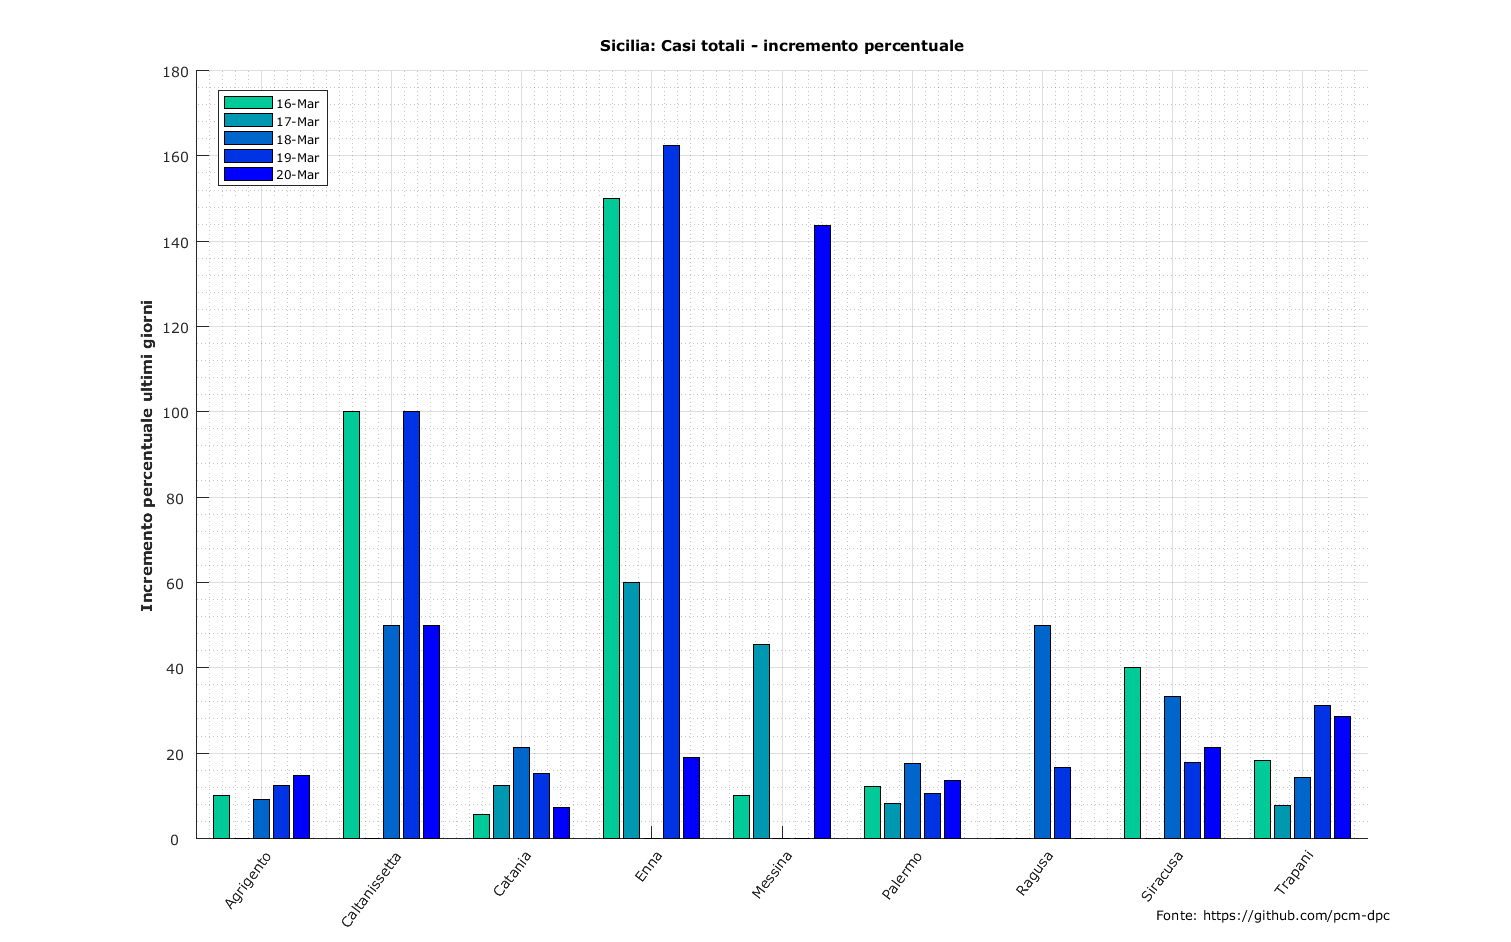 Sicilia: Casi totali - incremento percentuale
180
160
140
120
100
80
60
40
20
0
Incremento percentuale ultimi giorni
16-Mar
17-Mar
18-Mar
19-Mar
20-Mar
Agrigento
Caltanissetta
Catania
Enna
Messina
Palermo
Ragusa
Siracusa
Trapani
Fonte: https://github.com/pcm-dpc